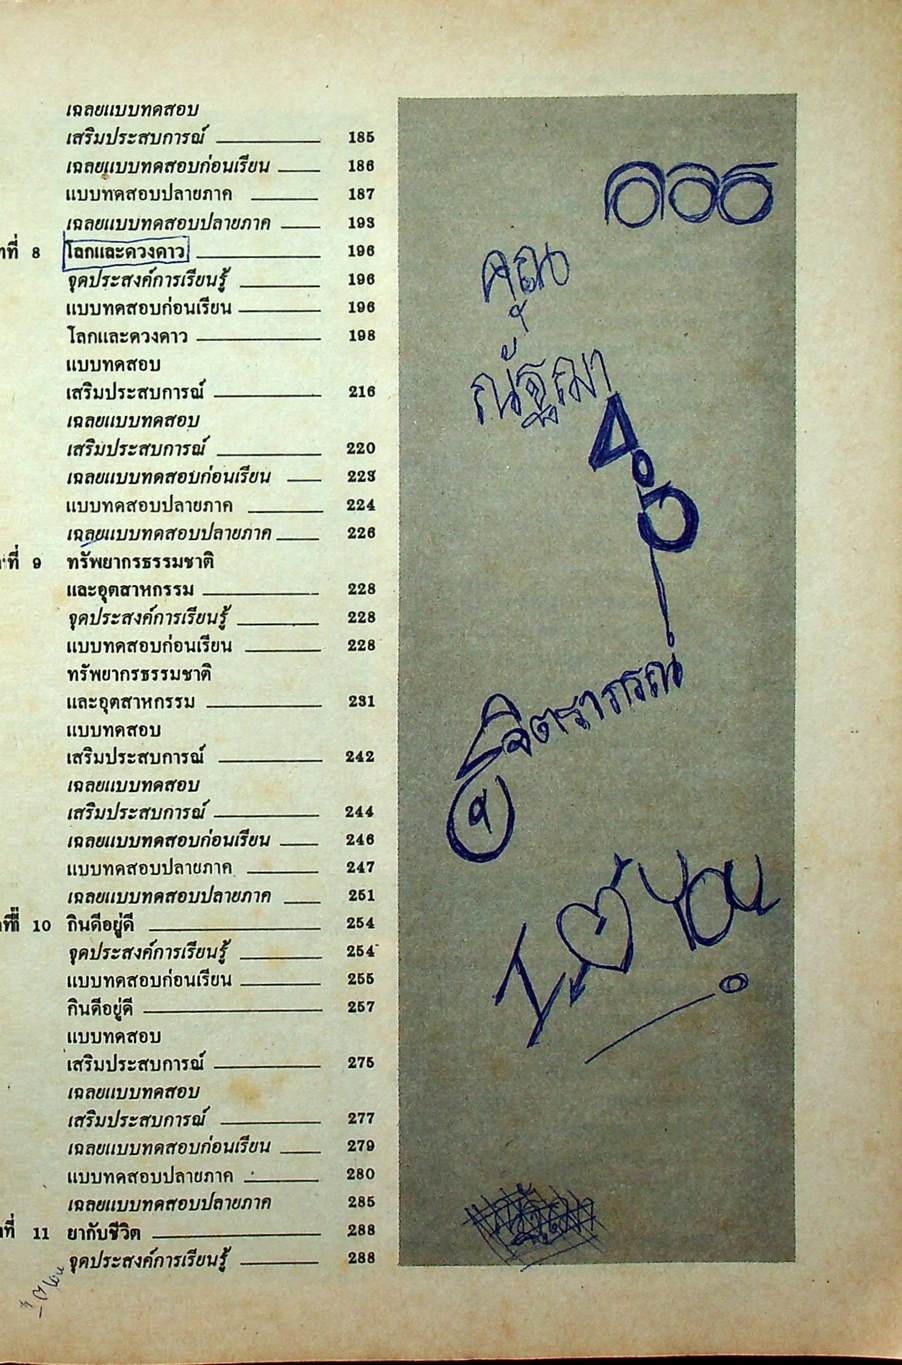 เฉลยแบบทดสอบ
เสริมประสบการณ์ 185
เฉลยแบบทดสอบก่อนเรียน 186
แบบทดสอบปลายภาค 187
เฉลยแบบทดสอบปลายภาค 193
ที่ 8 โลกและดวงดาว 196
จุดประสงค์การเรียนรู้ 196
แบบทดสอบก่อนเรียน 196
โลกและดวงดาว 198
แบบทดสอบ
เสริมประสบการณ์ 216
เฉลยแบบทดสอบ
เสริมประสบการณ์ 220
เฉลยแบบทดสอบก่อนเรียน 223
แบบทดสอบปลายภาค 224
เฉลยแบบทดสอบปลายภาค 226
ที่ 9 ทรัพยากรธรรมชาติ
และอุตสาหกรรม 228
จุดประสงค์การเรียนรู้ 228
แบบทดสอบก่อนเรียน 228
ทรัพยากรธรรมชาติ
และอุตสาหกรรม 231
แบบทดสอบ
เสริมประสบการณ์ 242
เฉลยแบบทดสอบ
เสริมประสบการณ์ 244
เฉลยแบบทดสอบก่อนเรียน 246
แบบทดสอบปลายภาค 247
เฉลยแบบทดสอบปลายภาค 251
ที่ 10 กินดีอยู่ดี 254
จุดประสงค์การเรียนรู้ 254
แบบทดสอบก่อนเรียน 255
กินดีอยู่ดี 257
แบบทดสอบ
เสริมประสบการณ์ 275
เฉลยแบบทดสอบ
เสริมประสบการณ์ 277
เฉลยแบบทดสอบก่อนเรียน 279
แบบทดสอบปลายภาค 280
เฉลยแบบทดสอบปลายภาค 285
ที่ 11 ยากับชีวิต 288
จุดประสงค์การเรียนรู้ 288
คุณ
ณัฐฌา
จิตราภรณ์
I YOU